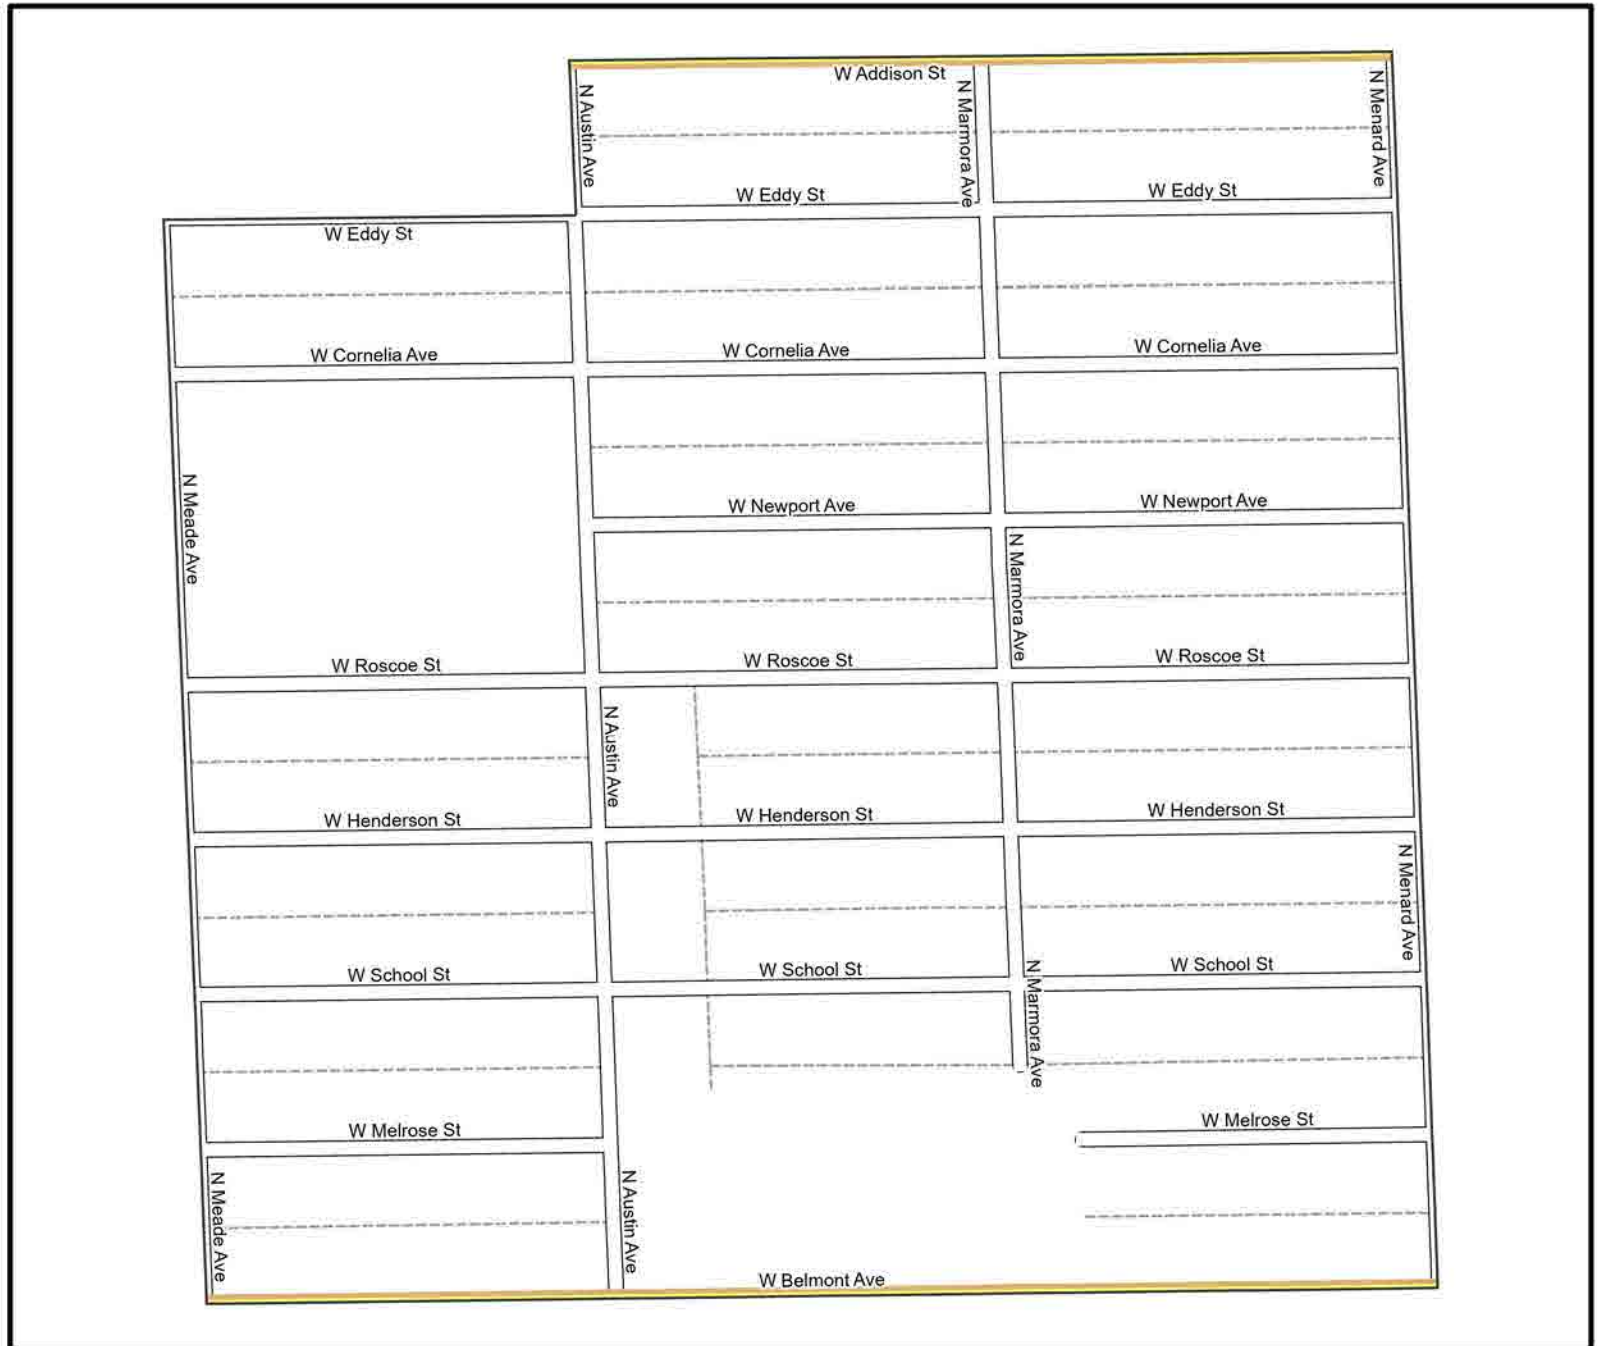 W Addison St
N Austin Ave
N Marmora Ave
N Menard Ave
W Eddy St
W Eddy St
W Eddy St
W Cornelia Ave
W Cornelia Ave
W Cornelia Ave
N Meade Ave
W Newport Ave
W Newport Ave
N Marmora Ave
W Roscoe St
W Roscoe St
W Roscoe St
N Austin Ave
W Henderson St
W Henderson St
W Henderson St
N Menard Ave
W School St
W School St
W School St
N Marmora Ave
W Melrose St
W Melrose St
N Meade Ave
N Austin Ave
W Belmont Ave